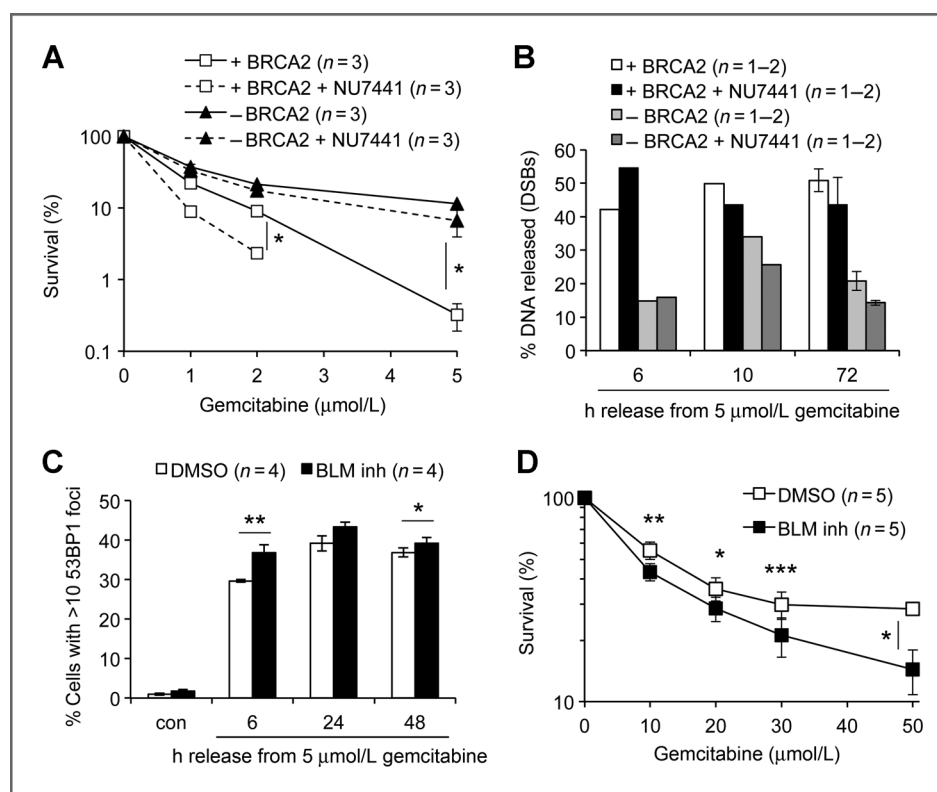 A
+ BRCA2 (n = 3)
+ BRCA2 + NU7441 (n = 3)
– BRCA2 (n = 3)
– BRCA2 + NU7441 (n = 3)
Survival (%)
100
10
1
0.1
*
*
0 1 2 3 4 5
Gemcitabine (μmol/L)
B
+ BRCA2 (n = 1–2)
+ BRCA2 + NU7441 (n = 1–2)
– BRCA2 (n = 1–2)
– BRCA2 + NU7441 (n = 1–2)
% DNA released (DSBs)
60
50
40
30
20
10
0
6 10 72
h release from 5 μmol/L gemcitabine
C
DMSO (n = 4) BLM inh (n = 4)
% Cells with >10 53BP1 foci
50
40
30
20
10
0
** *
con 6 24 48
h release from 5 μmol/L gemcitabine
D
DMSO (n = 5)
BLM inh (n = 5)
Survival (%)
100
10
** * ***
*
0 10 20 30 40 50
Gemcitabine (μmol/L)